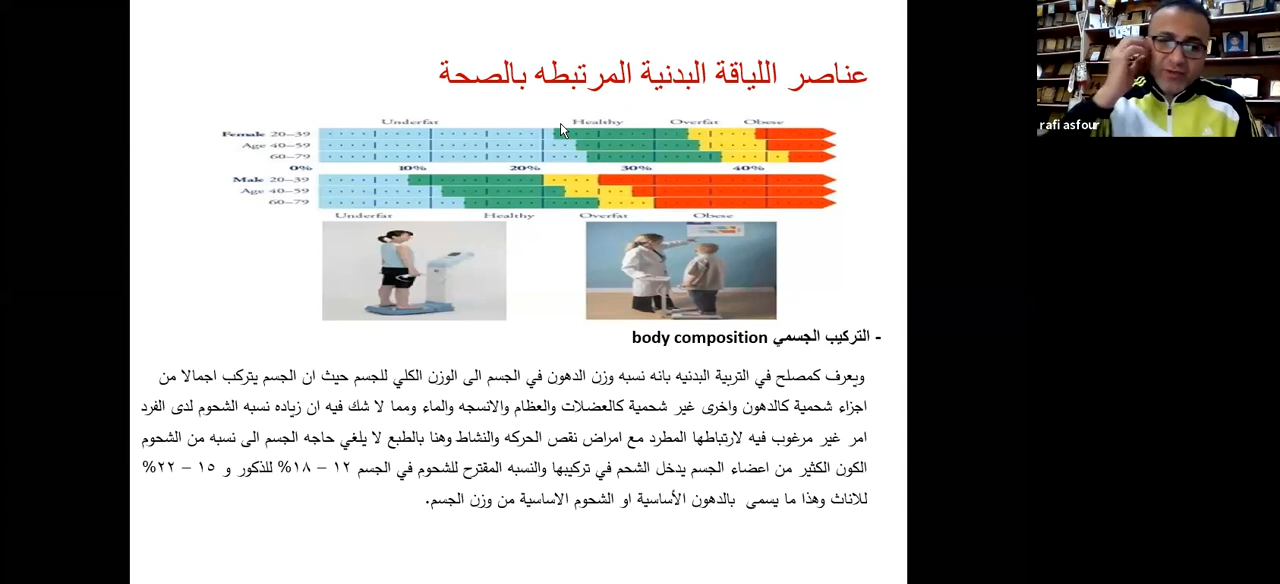 عناصر اللياقة البدنية المرتبطه بالصحة
rafi asfour
Underfat Healthy Overfat Obese
Female 20–39
Age 40–59
60–79
0% 10% 20% 30% 40%
Male 20–39
Age 40–59
60–79
Underfat Healthy Overfat Obese
- التركيب الجسمي body composition
ويعرف كمصلح في التربية البدنيه بانه نسبه وزن الدهون في الجسم الى الوزن الكلي للجسم حيث ان الجسم يتركب اجمالا من
اجزاء شحمية كالدهون واخرى غير شحمية كالعضلات والعظام والانسجه والماء ومما لا شك فيه ان زياده نسبه الشحوم لدى الفرد
امر غير مرغوب فيه لارتباطها المطرد مع امراض نقص الحركه والنشاط وهنا بالطبع لا يلغي حاجه الجسم الى نسبه من الشحوم
الكون الكثير من اعضاء الجسم يدخل الشحم في تركيبها والنسبه المقترح للشحوم في الجسم ١٢ – ١٨% للذكور و ١٥ – ٢٢%
للاناث وهذا ما يسمى بالدهون الأساسية او الشحوم الاساسية من وزن الجسم.